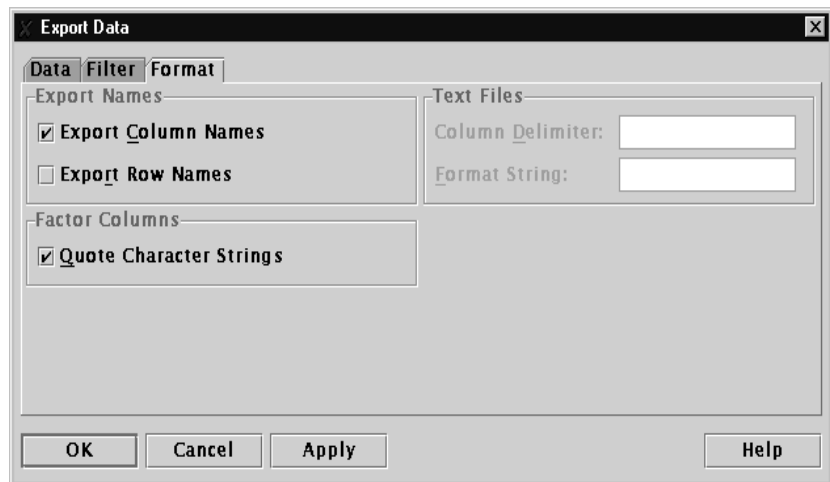 Export Data
Data Filter Format
Export Names
Export Column Names
Export Row Names
Text Files
Column Delimiter:
Format String:
Factor Columns
Quote Character Strings
OK Cancel Apply Help